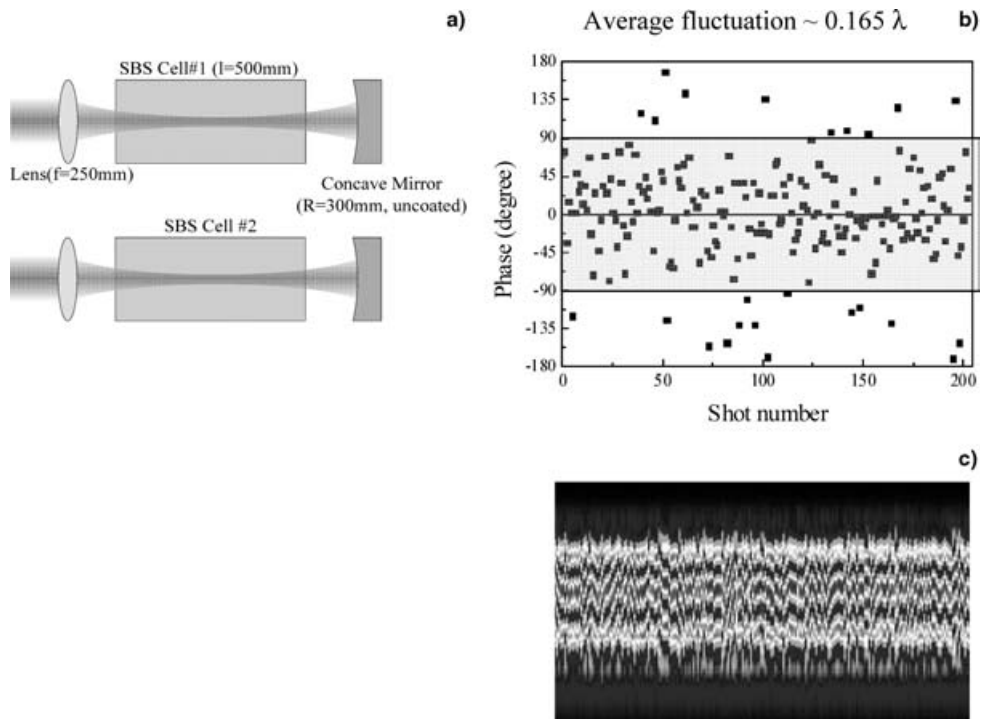 a)
SBS Cell#1 (l=500mm)
Lens(f=250mm)
Concave Mirror
(R=300mm, uncoated)
SBS Cell #2
b)
Average fluctuation ~ 0.165 λ
180
135
90
45
0
-45
-90
-135
-180
Phase (degree)
0
50
100
150
200
Shot number
c)